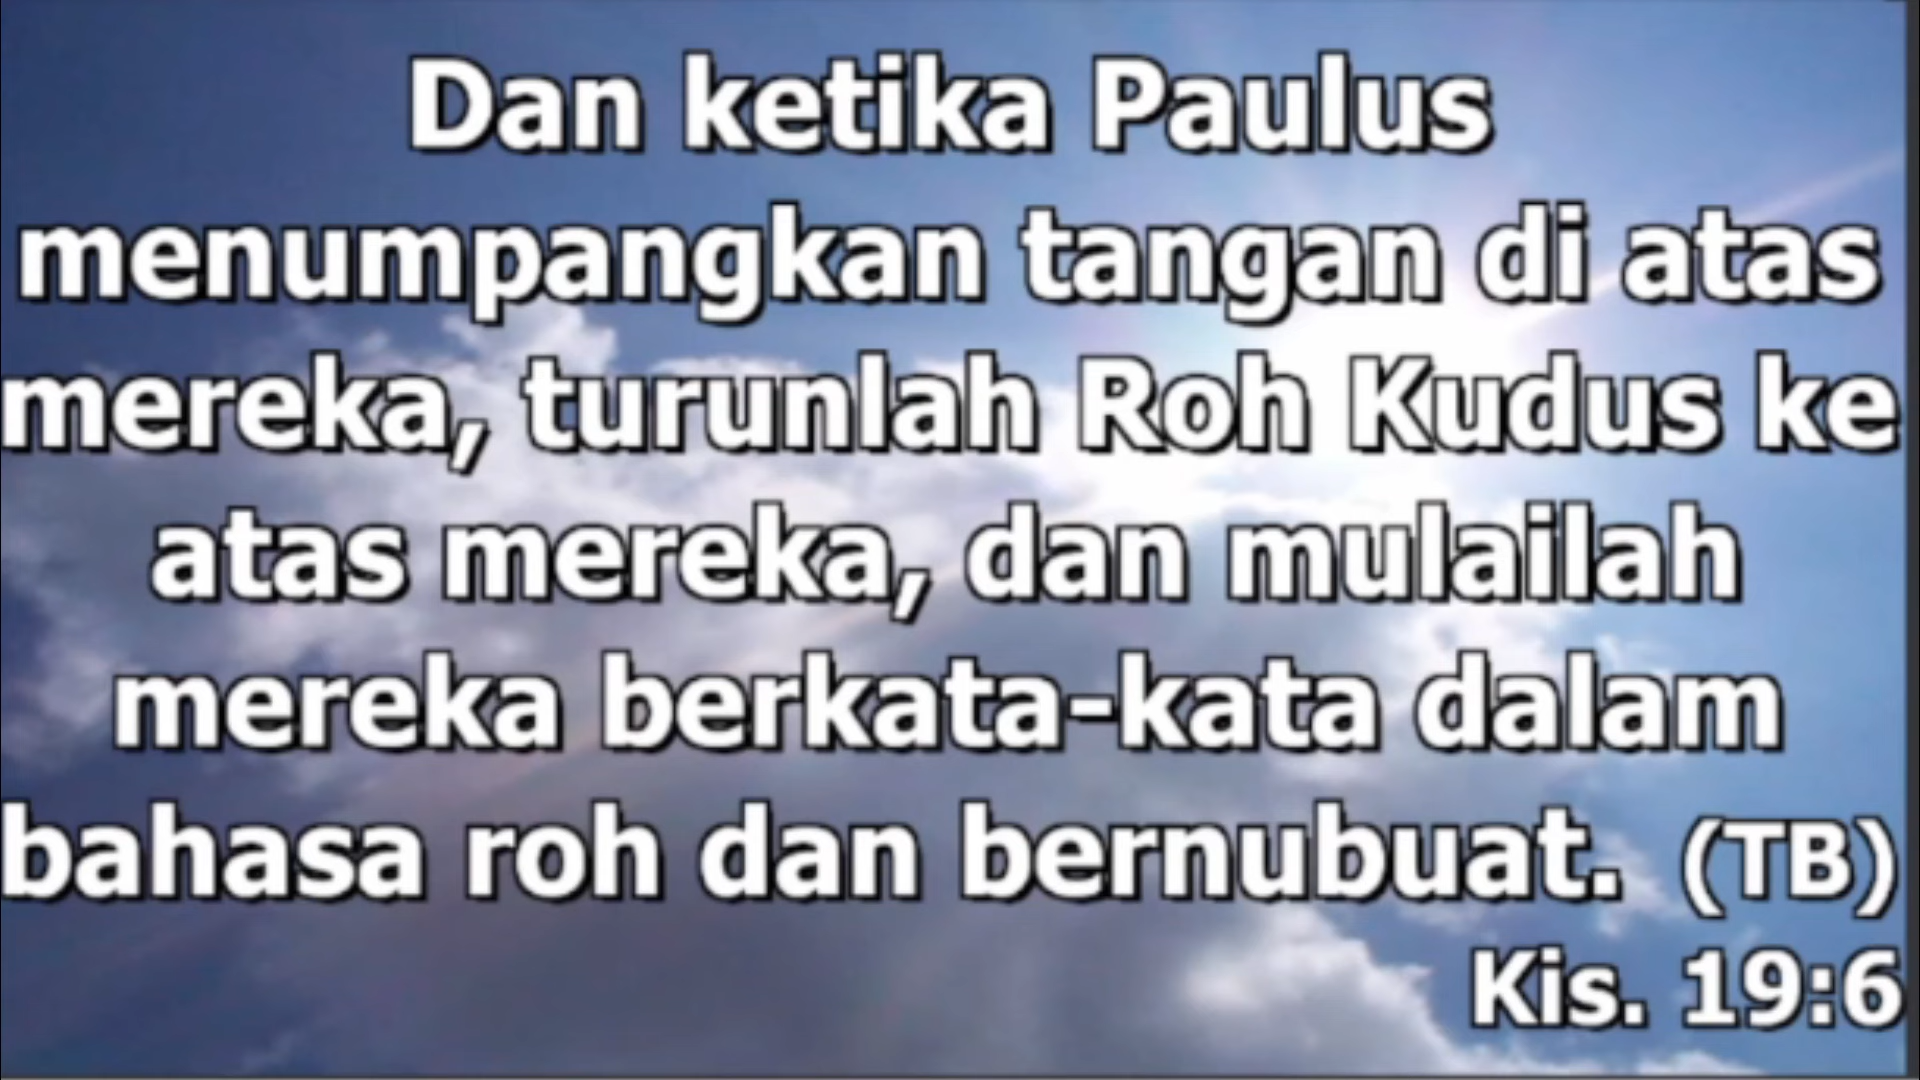 Dan ketika Paulus
menumpangkan tangan di atas
mereka, turunlah Roh Kudus ke
atas mereka, dan mulailah
mereka berkata-kata dalam
bahasa roh dan bernubuat. (TB)
Kis. 19:6